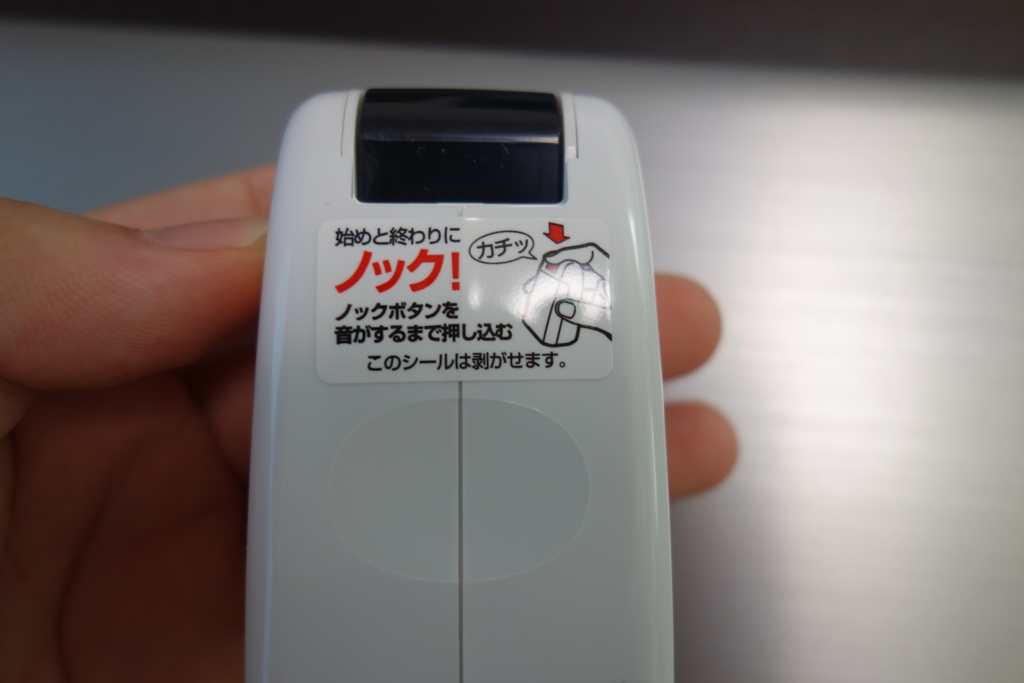 始めと終わりに
ノック!
カチッ
ノックボタンを
音がするまで押し込む
このシールは剥がせます。